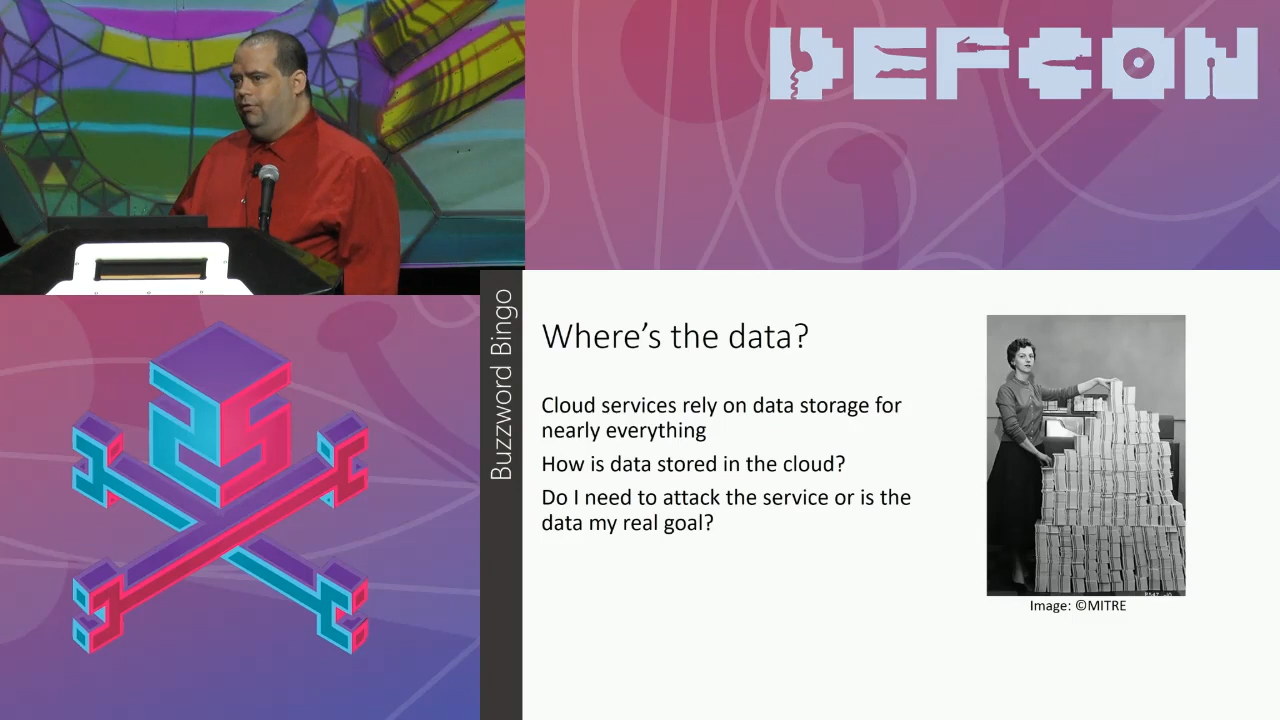 DEFCON
Buzzword Bingo
Where's the data?
Cloud services rely on data storage for
nearly everything
How is data stored in the cloud?
Do I need to attack the service or is the
data my real goal?
Image: ©MITRE